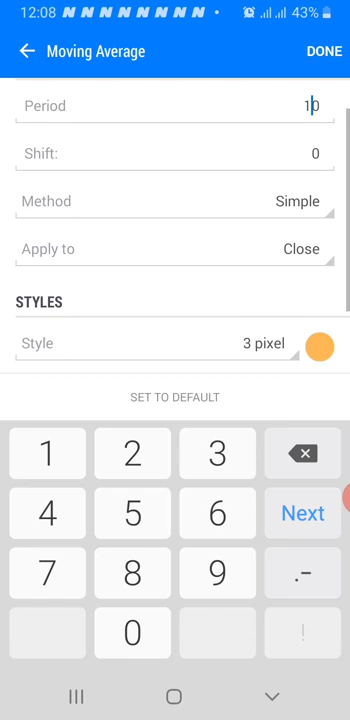 12:08 N N N N N N N • 43%
Moving Average DONE
Period 10
Shift: 0
Method Simple
Apply to Close
STYLES
Style 3 pixel
SET TO DEFAULT
1 2 3
4 5 6 Next
7 8 9 .-
0 !